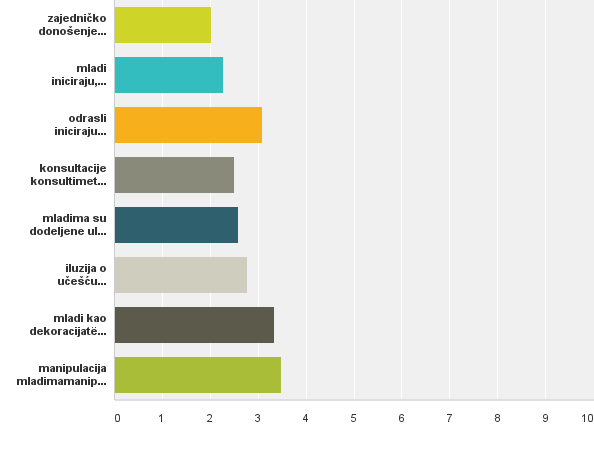 zajedničko
donošenje...
mladi
iniciraju,...
odrasli
iniciraju...
konsultacije
konsultimet...
mladima su
dodeljene ul...
iluzija o
učešću...
mladi kao
dekoracijatë...
manipulacija
mladimamanip...
0 1 2 3 4 5 6 7 8 9 10